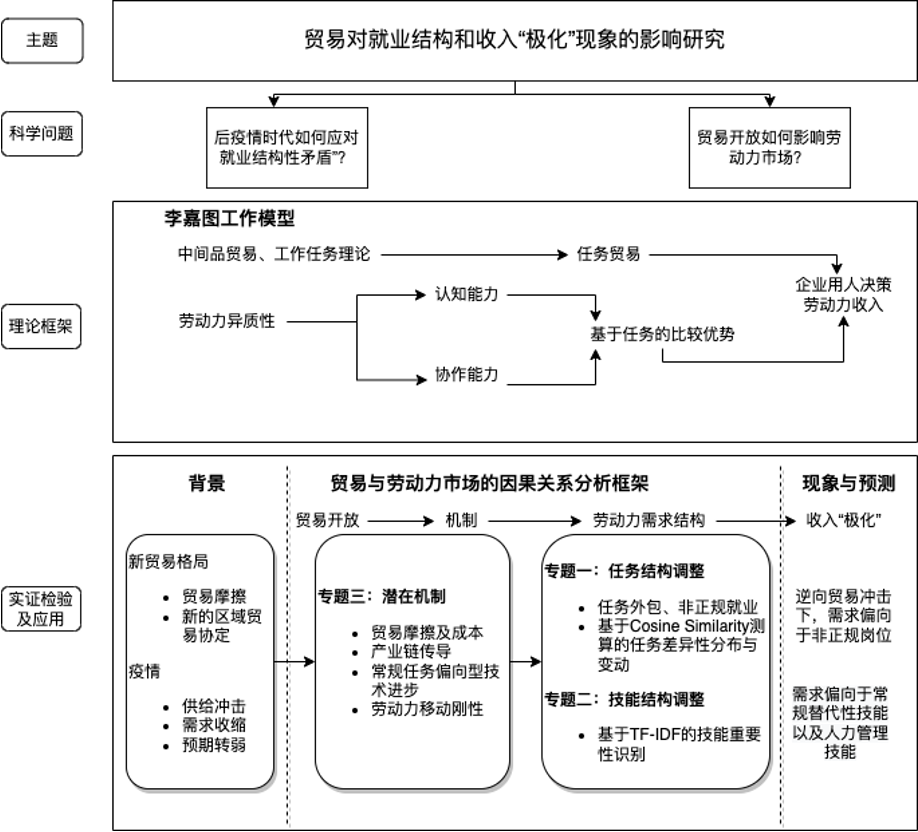 主题
贸易对就业结构和收入“极化”现象的影响研究
科学问题
后疫情时代如何应对
就业结构性矛盾”？
贸易开放如何影响劳
动力市场？
理论框架
李嘉图工作模型
中间品贸易、工作任务理论
任务贸易
企业用人决策
劳动力收入
劳动力异质性
认知能力
协作能力
基于任务的比较优势
实证检验
及应用
背景
新贸易格局
• 贸易摩擦
• 新的区域贸
易协定
疫情
• 供给冲击
• 需求收缩
• 预期转弱
贸易与劳动力市场的因果关系分析框架
贸易开放
机制
劳动力需求结构
专题三：潜在机制
• 贸易摩擦及成本
• 产业链传导
• 常规任务偏向型技
术进步
• 劳动力移动刚性
专题一：任务结构调整
• 任务外包、非正规就业
• 基于Cosine Similarity测
算的任务差异性分布与
变动
专题二：技能结构调整
• 基于TF-IDF的技能重要
性识别
现象与预测
收入“极化”
逆向贸易冲击
下，需求偏向
于非正规岗位
需求偏向于常
规替代性技能
以及人力管理
技能